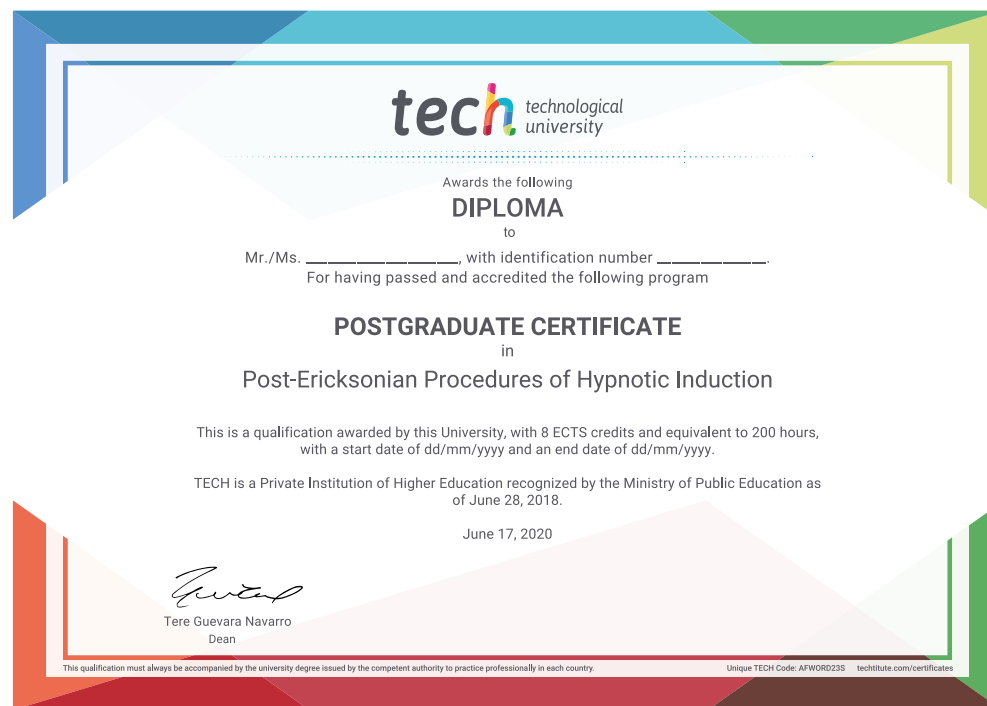 tech technological
university
Awards the following
DIPLOMA
to
Mr./Ms. ____________________, with identification number ______________.
For having passed and accredited the following program
POSTGRADUATE CERTIFICATE
in
Post-Ericksonian Procedures of Hypnotic Induction
This is a qualification awarded by this University, with 8 ECTS credits and equivalent to 200 hours,
with a start date of dd/mm/yyyy and an end date of dd/mm/yyyy.
TECH is a Private Institution of Higher Education recognized by the Ministry of Public Education as
of June 28, 2018.
June 17, 2020
Tere Guevara Navarro
Dean
This qualification must always be accompanied by the university degree issued by the competent authority to practice professionally in each country. Unique TECH Code: AFWORD23S techtitute.com/certificates